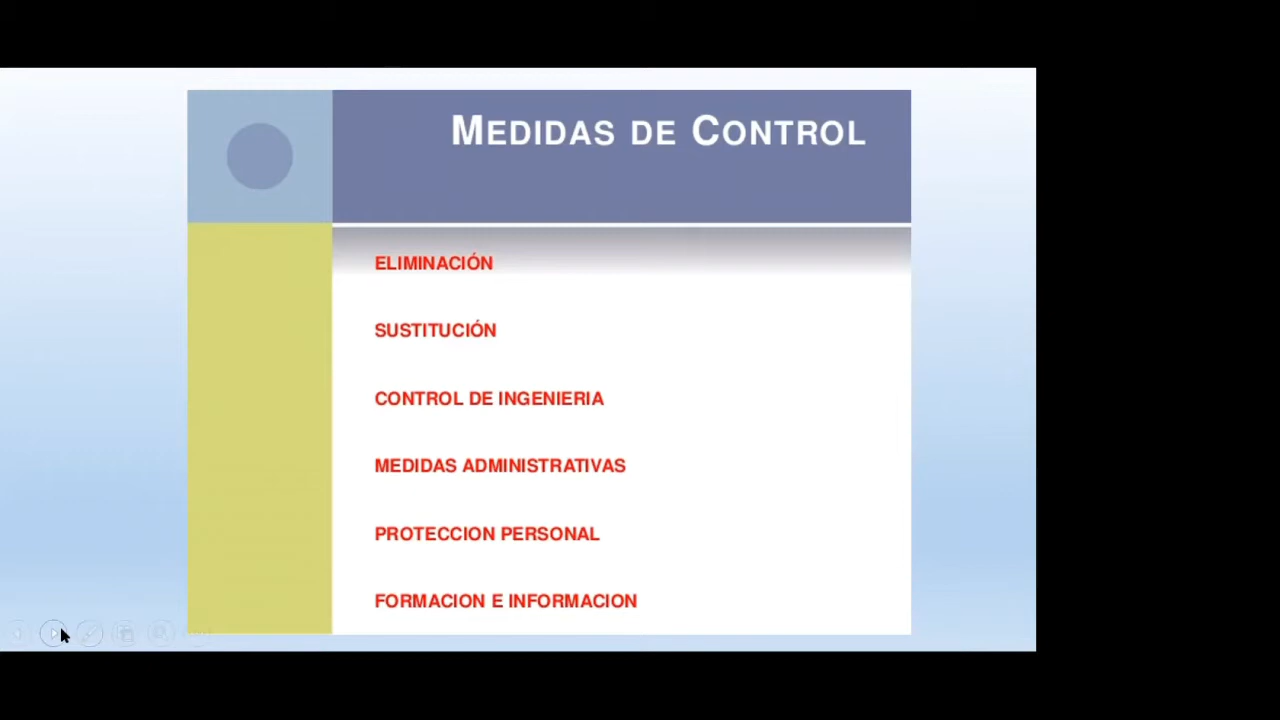 MEDIDAS DE CONTROL
ELIMINACIÓN
SUSTITUCIÓN
CONTROL DE INGENIERIA
MEDIDAS ADMINISTRATIVAS
PROTECCION PERSONAL
FORMACION E INFORMACION